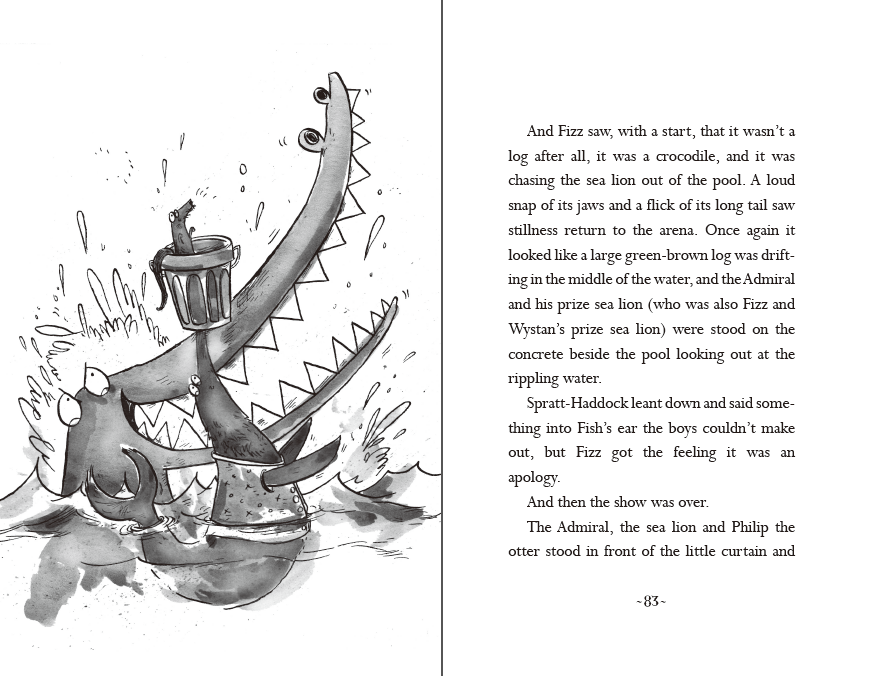 And Fizz saw, with a start, that it wasn't a
log after all, it was a crocodile, and it was
chasing the sea lion out of the pool. A loud
snap of its jaws and a flick of its long tail saw
stillness return to the arena. Once again it
looked like a large green-brown log was drift-
ing in the middle of the water, and the Admiral
and his prize sea lion (who was also Fizz and
Wystan's prize sea lion) were stood on the
concrete beside the pool looking out at the
rippling water.
Spratt-Haddock leant down and said some-
thing into Fish's ear the boys couldn't make
out, but Fizz got the feeling it was an
apology.
And then the show was over.
The Admiral, the sea lion and Philip the
otter stood in front of the little curtain and
~83~